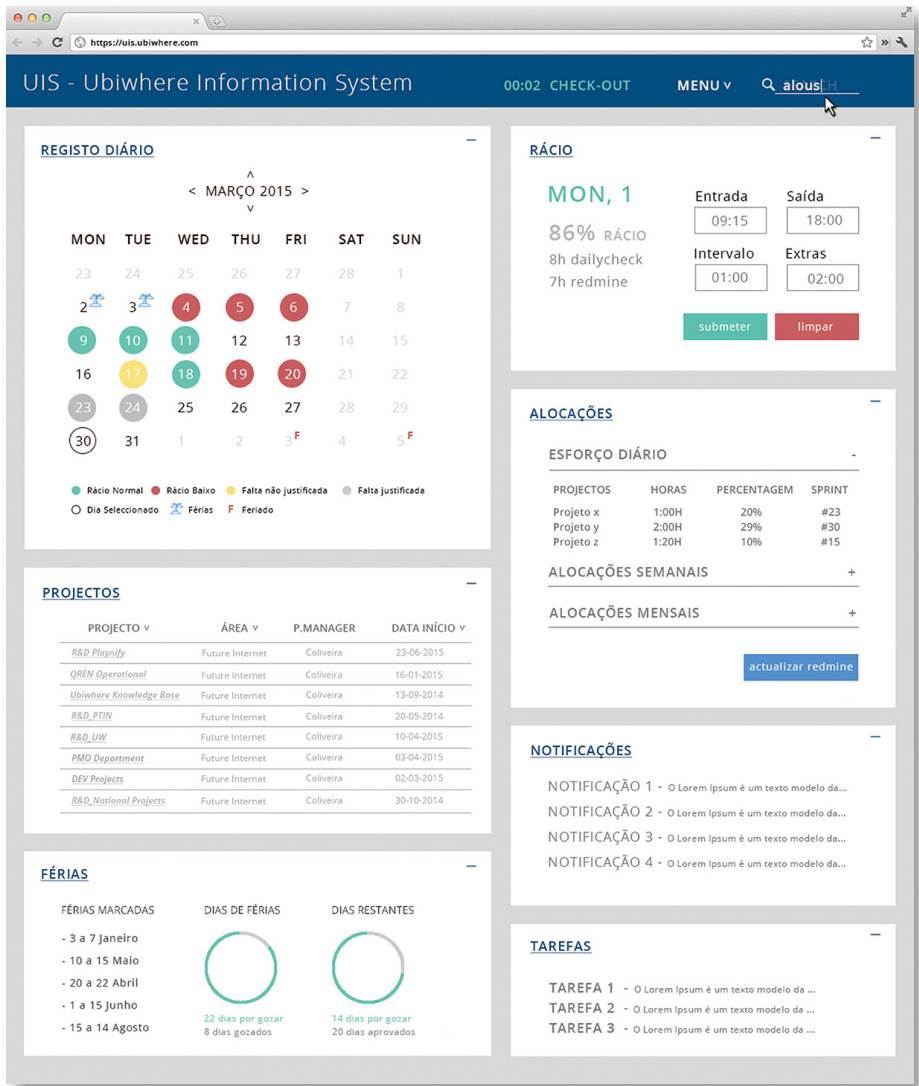 https://uis.ubiwhere.com
UIS - Ubiwhere Information System
00:02 CHECK-OUT
MENU
alous
REGISTO DIÁRIO
< MARÇO 2015 >
MON TUE WED THU FRI SAT SUN
23 24 25 26 27 28 1
2 3 4 5 6 7 8
9 10 11 12 13 14 15
16 17 18 19 20 21 22
23 24 25 26 27 28 29
30 31 1 2 3 F 4 5 F
Rácio Normal Rácio Baixo Falta não justificada Falta justificada
Dia Seleccionado Férias F Feriado
RÁCIO
MON, 1
86% RÁCIO
8h dailycheck
7h redmine
Entrada Saída
09:15 18:00
Intervalo Extras
01:00 02:00
submeter limpar
ALOCAÇÕES
ESFORÇO DIÁRIO -
PROJECTOS HORAS PERCENTAGEM SPRINT
Projeto x 1:00H 20% #23
Projeto y 2:00H 29% #30
Projeto z 1:20H 10% #15
ALOCAÇÕES SEMANAIS +
ALOCAÇÕES MENSAIS +
actualizar redmine
PROJECTOS
PROJECTO ÁREA P.MANAGER DATA INÍCIO
R&D Playnify Future Internet Coliveira 23-06-2015
QREN Operational Future Internet Coliveira 16-01-2015
Ubiwhere Knowledge Base Future Internet Coliveira 13-09-2014
R&D_PTIN Future Internet Coliveira 20-05-2014
R&D_UW Future Internet Coliveira 10-04-2015
PMO Department Future Internet Coliveira 03-04-2015
DEV Projects Future Internet Coliveira 02-03-2015
R&D_National Projects Future Internet Coliveira 30-10-2014
NOTIFICAÇÕES
NOTIFICAÇÃO 1 - O Lorem Ipsum é um texto modelo da...
NOTIFICAÇÃO 2 - O Lorem Ipsum é um texto modelo da...
NOTIFICAÇÃO 3 - O Lorem Ipsum é um texto modelo da...
NOTIFICAÇÃO 4 - O Lorem Ipsum é um texto modelo da...
FÉRIAS
FÉRIAS MARCADAS
- 3 a 7 Janeiro
- 10 a 15 Maio
- 20 a 22 Abril
- 1 a 15 Junho
- 15 a 14 Agosto
DIAS DE FÉRIAS
22 dias por gozar
8 dias gozados
DIAS RESTANTES
14 dias por gozar
20 dias aprovados
TAREFAS
TAREFA 1 - O Lorem Ipsum é um texto modelo da ...
TAREFA 2 - O Lorem Ipsum é um texto modelo da ...
TAREFA 3 - O Lorem Ipsum é um texto modelo da ...